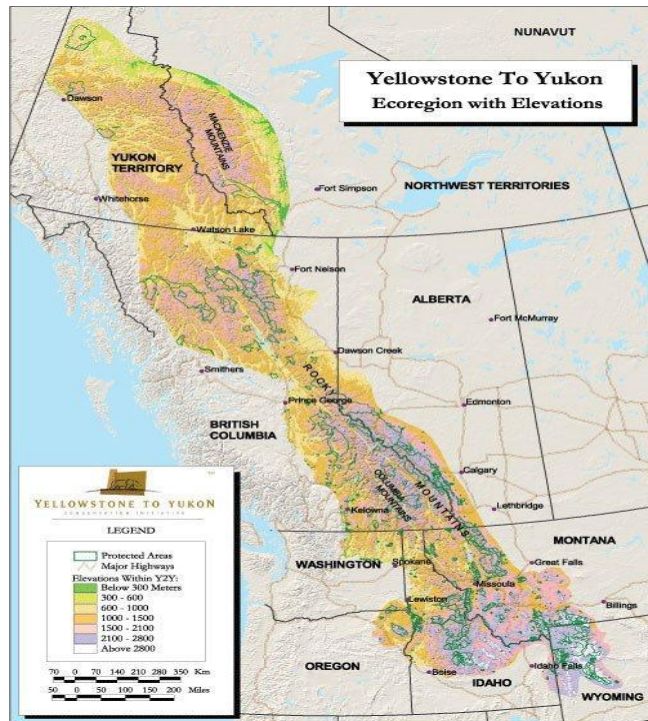 Yellowstone To Yukon
Ecoregion with Elevations
NUNAVUT
Dawson
MACKENZIE
MOUNTAINS
YUKON
TERRITORY
Fort Simpson
NORTHWEST TERRITORIES
Whitehorse
Watson Lake
Fort Nelson
ALBERTA
Fort McMurray
Dawson Creek
Smithers
ROCKY
Prince George
Edmonton
BRITISH
COLUMBIA
Calgary
COLUMBIA
MOUNTAINS
MOUNTAINS
Kelowna
Lethbridge
MONTANA
WASHINGTON
Spokane
Great Falls
Missoula
Lewiston
Billings
OREGON
Boise
IDAHO
Idaho Falls
WYOMING
YELLOWSTONE TO YUKON
CONSERVATION INITIATIVE
LEGEND
Protected Areas
Major Highways
Elevations Within Y2Y:
Below 300 Meters
300 - 600
600 - 1000
1000 - 1500
1500 - 2100
2100 - 2800
Above 2800
70 0 70 140 210 280 350 Km
50 0 50 100 150 200 Miles